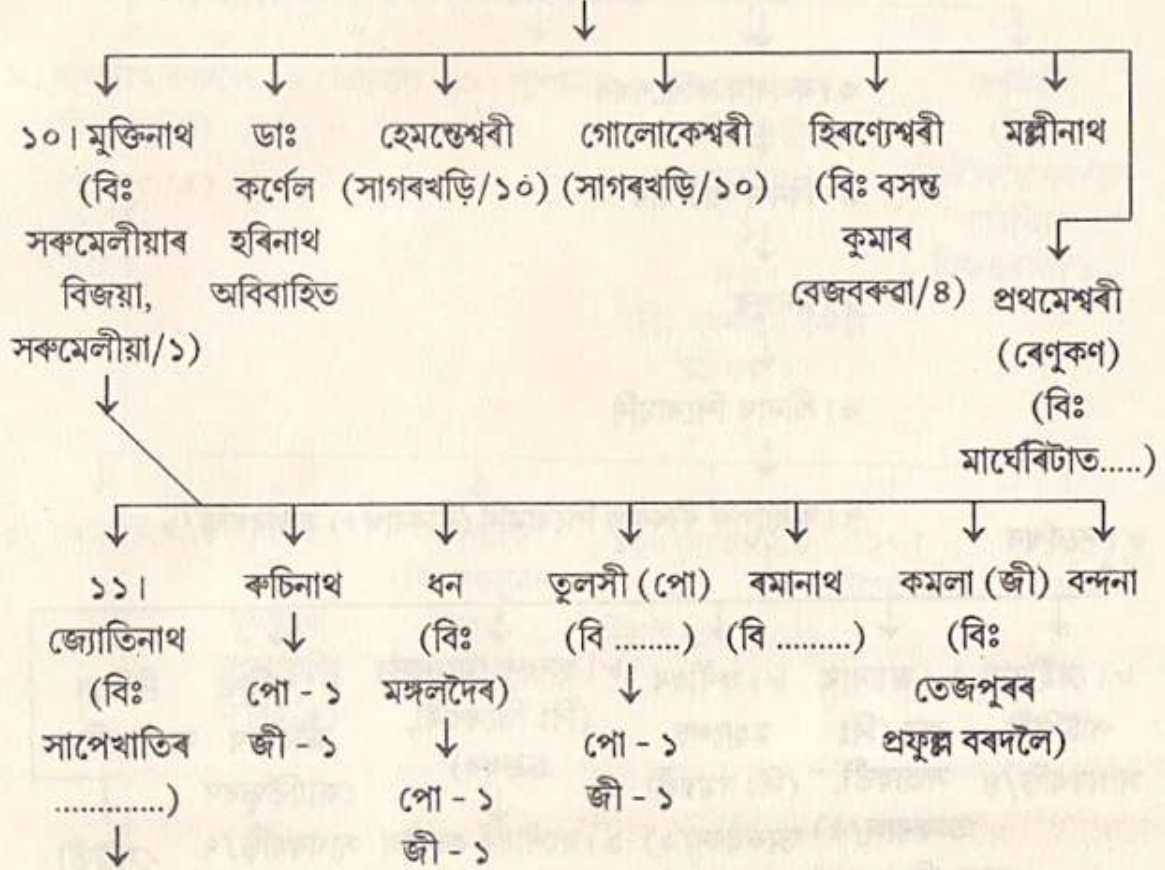 ১০। মুক্তিনাথ ডাঃ হেমন্তেশ্বৰী গোলোকেশ্বৰী হিৰণ্যেশ্বৰী মল্লীনাথ
(বিঃ কৰ্ণেল (সাগৰখড়ি/১০) (সাগৰখড়ি/১০) (বিঃ বসন্ত
সৰুমেলীয়াৰ হৰিনাথ কুমাৰ
বিজয়া, অবিবাহিত বেজবৰুৱা/৪) প্ৰথমেশ্বৰী
সৰুমেলীয়া/১) (ৰেণুকণ)
(বিঃ
মাৰ্ঘেৰিটাত.....)
১১। ৰুচিনাথ ধন তুলসী (পো) ৰমানাথ কমলা (জী) বন্দনা
জ্যোতিনাথ (বিঃ (বি ........) (বি .........) (বিঃ
(বিঃ পো - ১ মঙ্গলদৈৰ) তেজপুৰৰ
সাপেখাতিৰ জী - ১ পো - ১ প্ৰফুল্ল বৰদলৈ)
..............) পো - ১ জী - ১
জী - ১